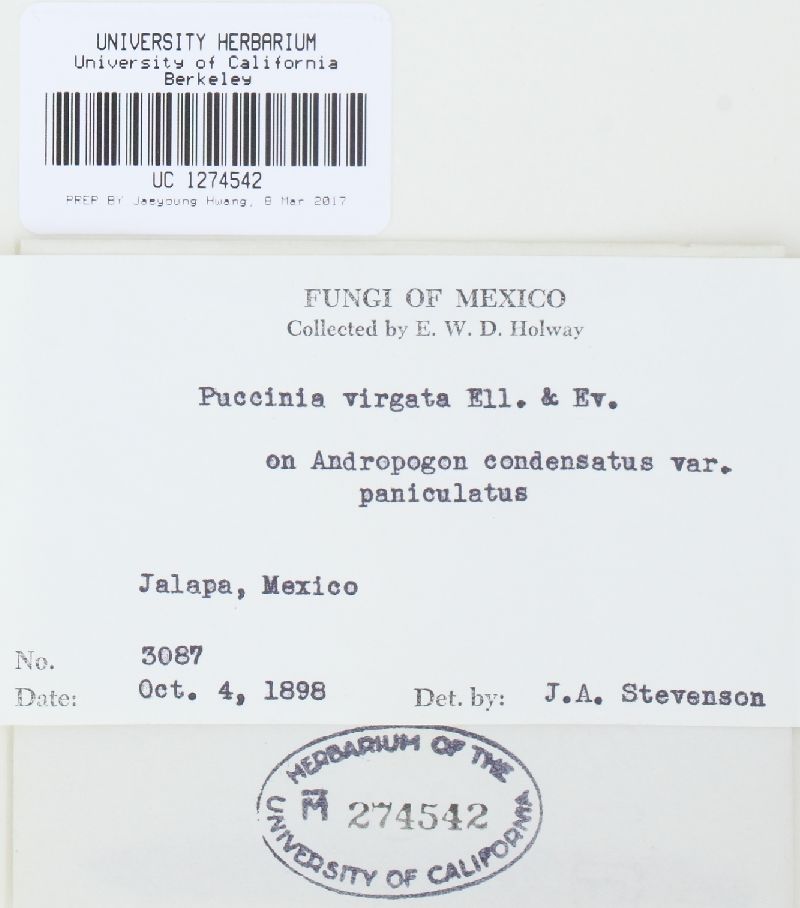 UNIVERSITY HERBARIUM
University of California
Berkeley
UC 1274542
PREP BY Jaeyoung Hwang, 8 Mar 2017
FUNGI OF MEXICO
Collected by E. W. D. Holway
Puccinia virgata Ell. & Ev.
on Andropogon condensatus var.
paniculatus
Jalapa, Mexico
No. 3087
Date: Oct. 4, 1898 Det. by: J.A. Stevenson
HERBARIUM OF THE
M 274542
UNIVERSITY OF CALIFORNIA